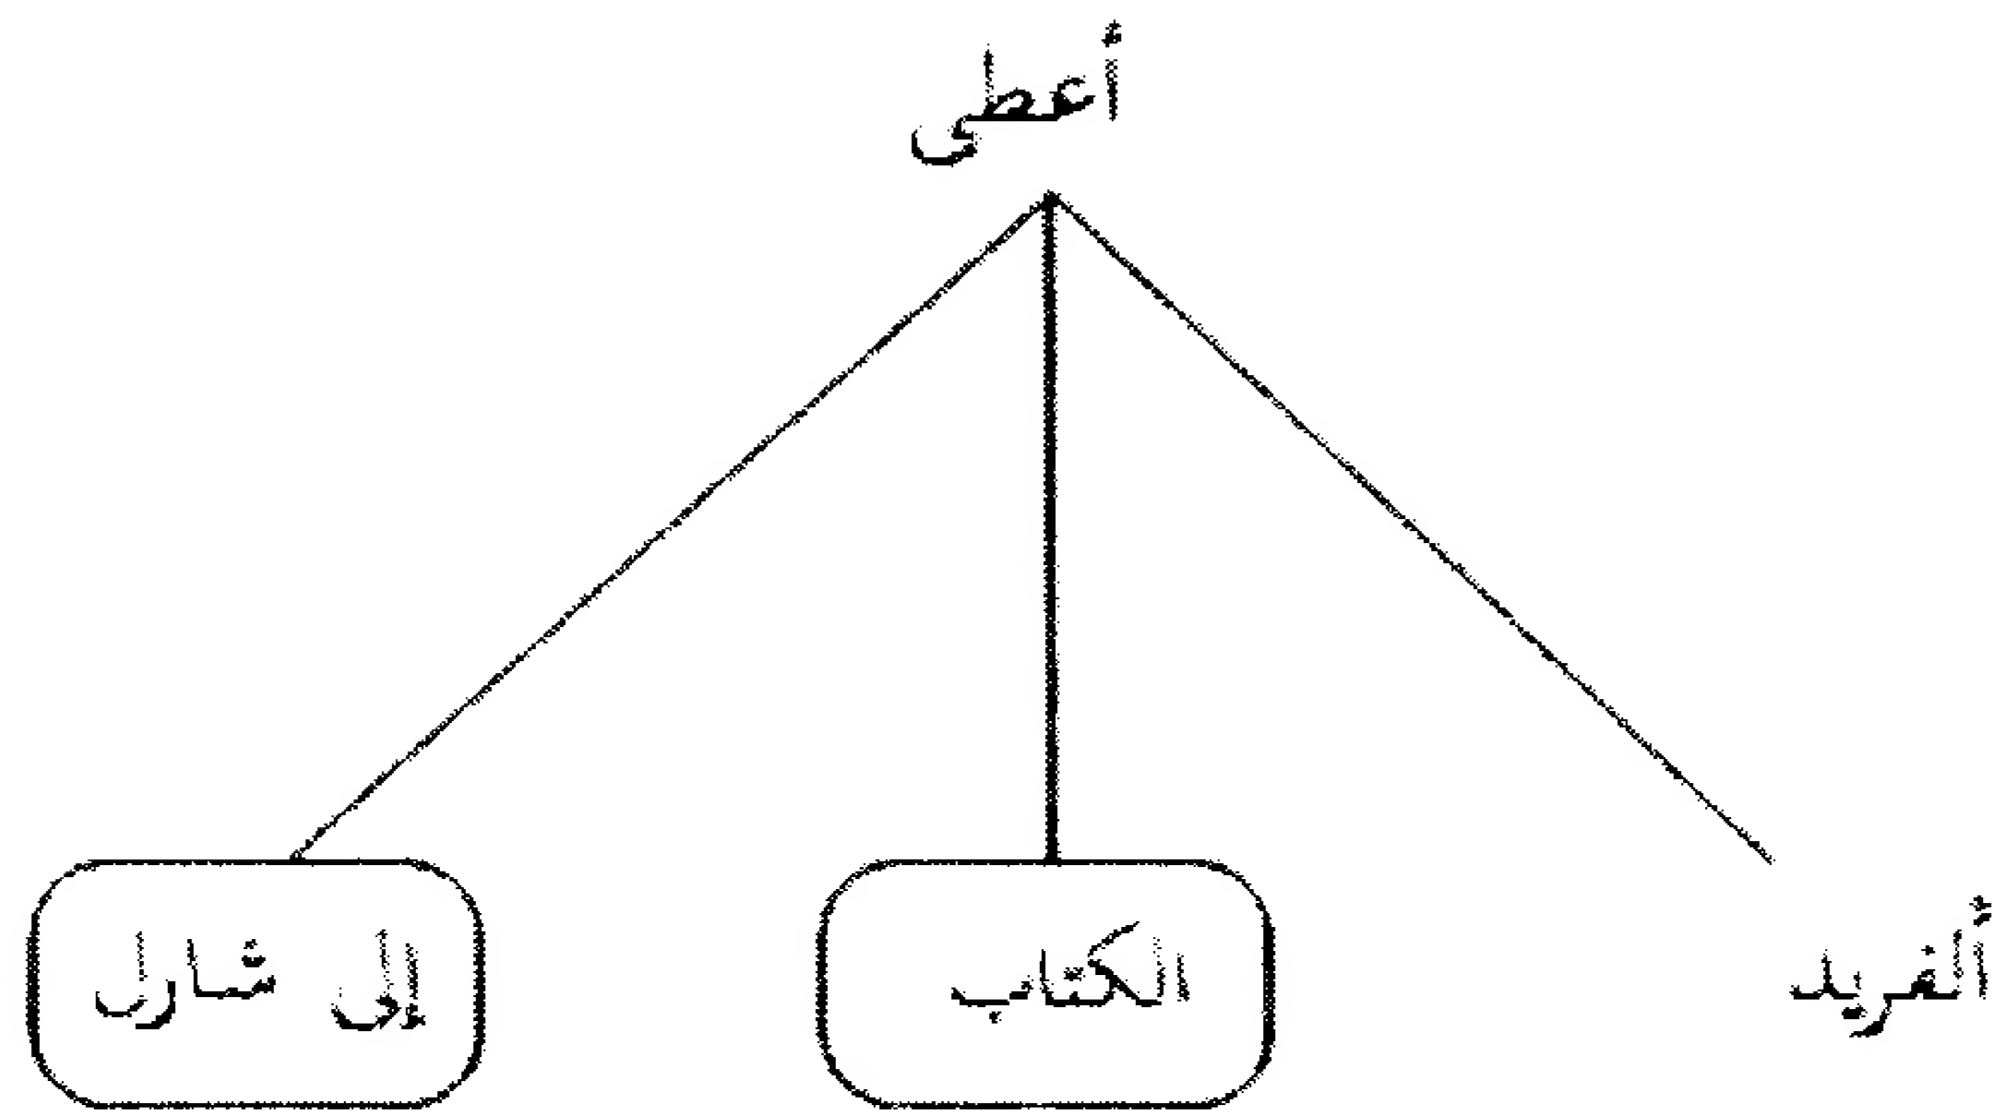 أعطى
ألفريد
الكتاب
إلى شارل